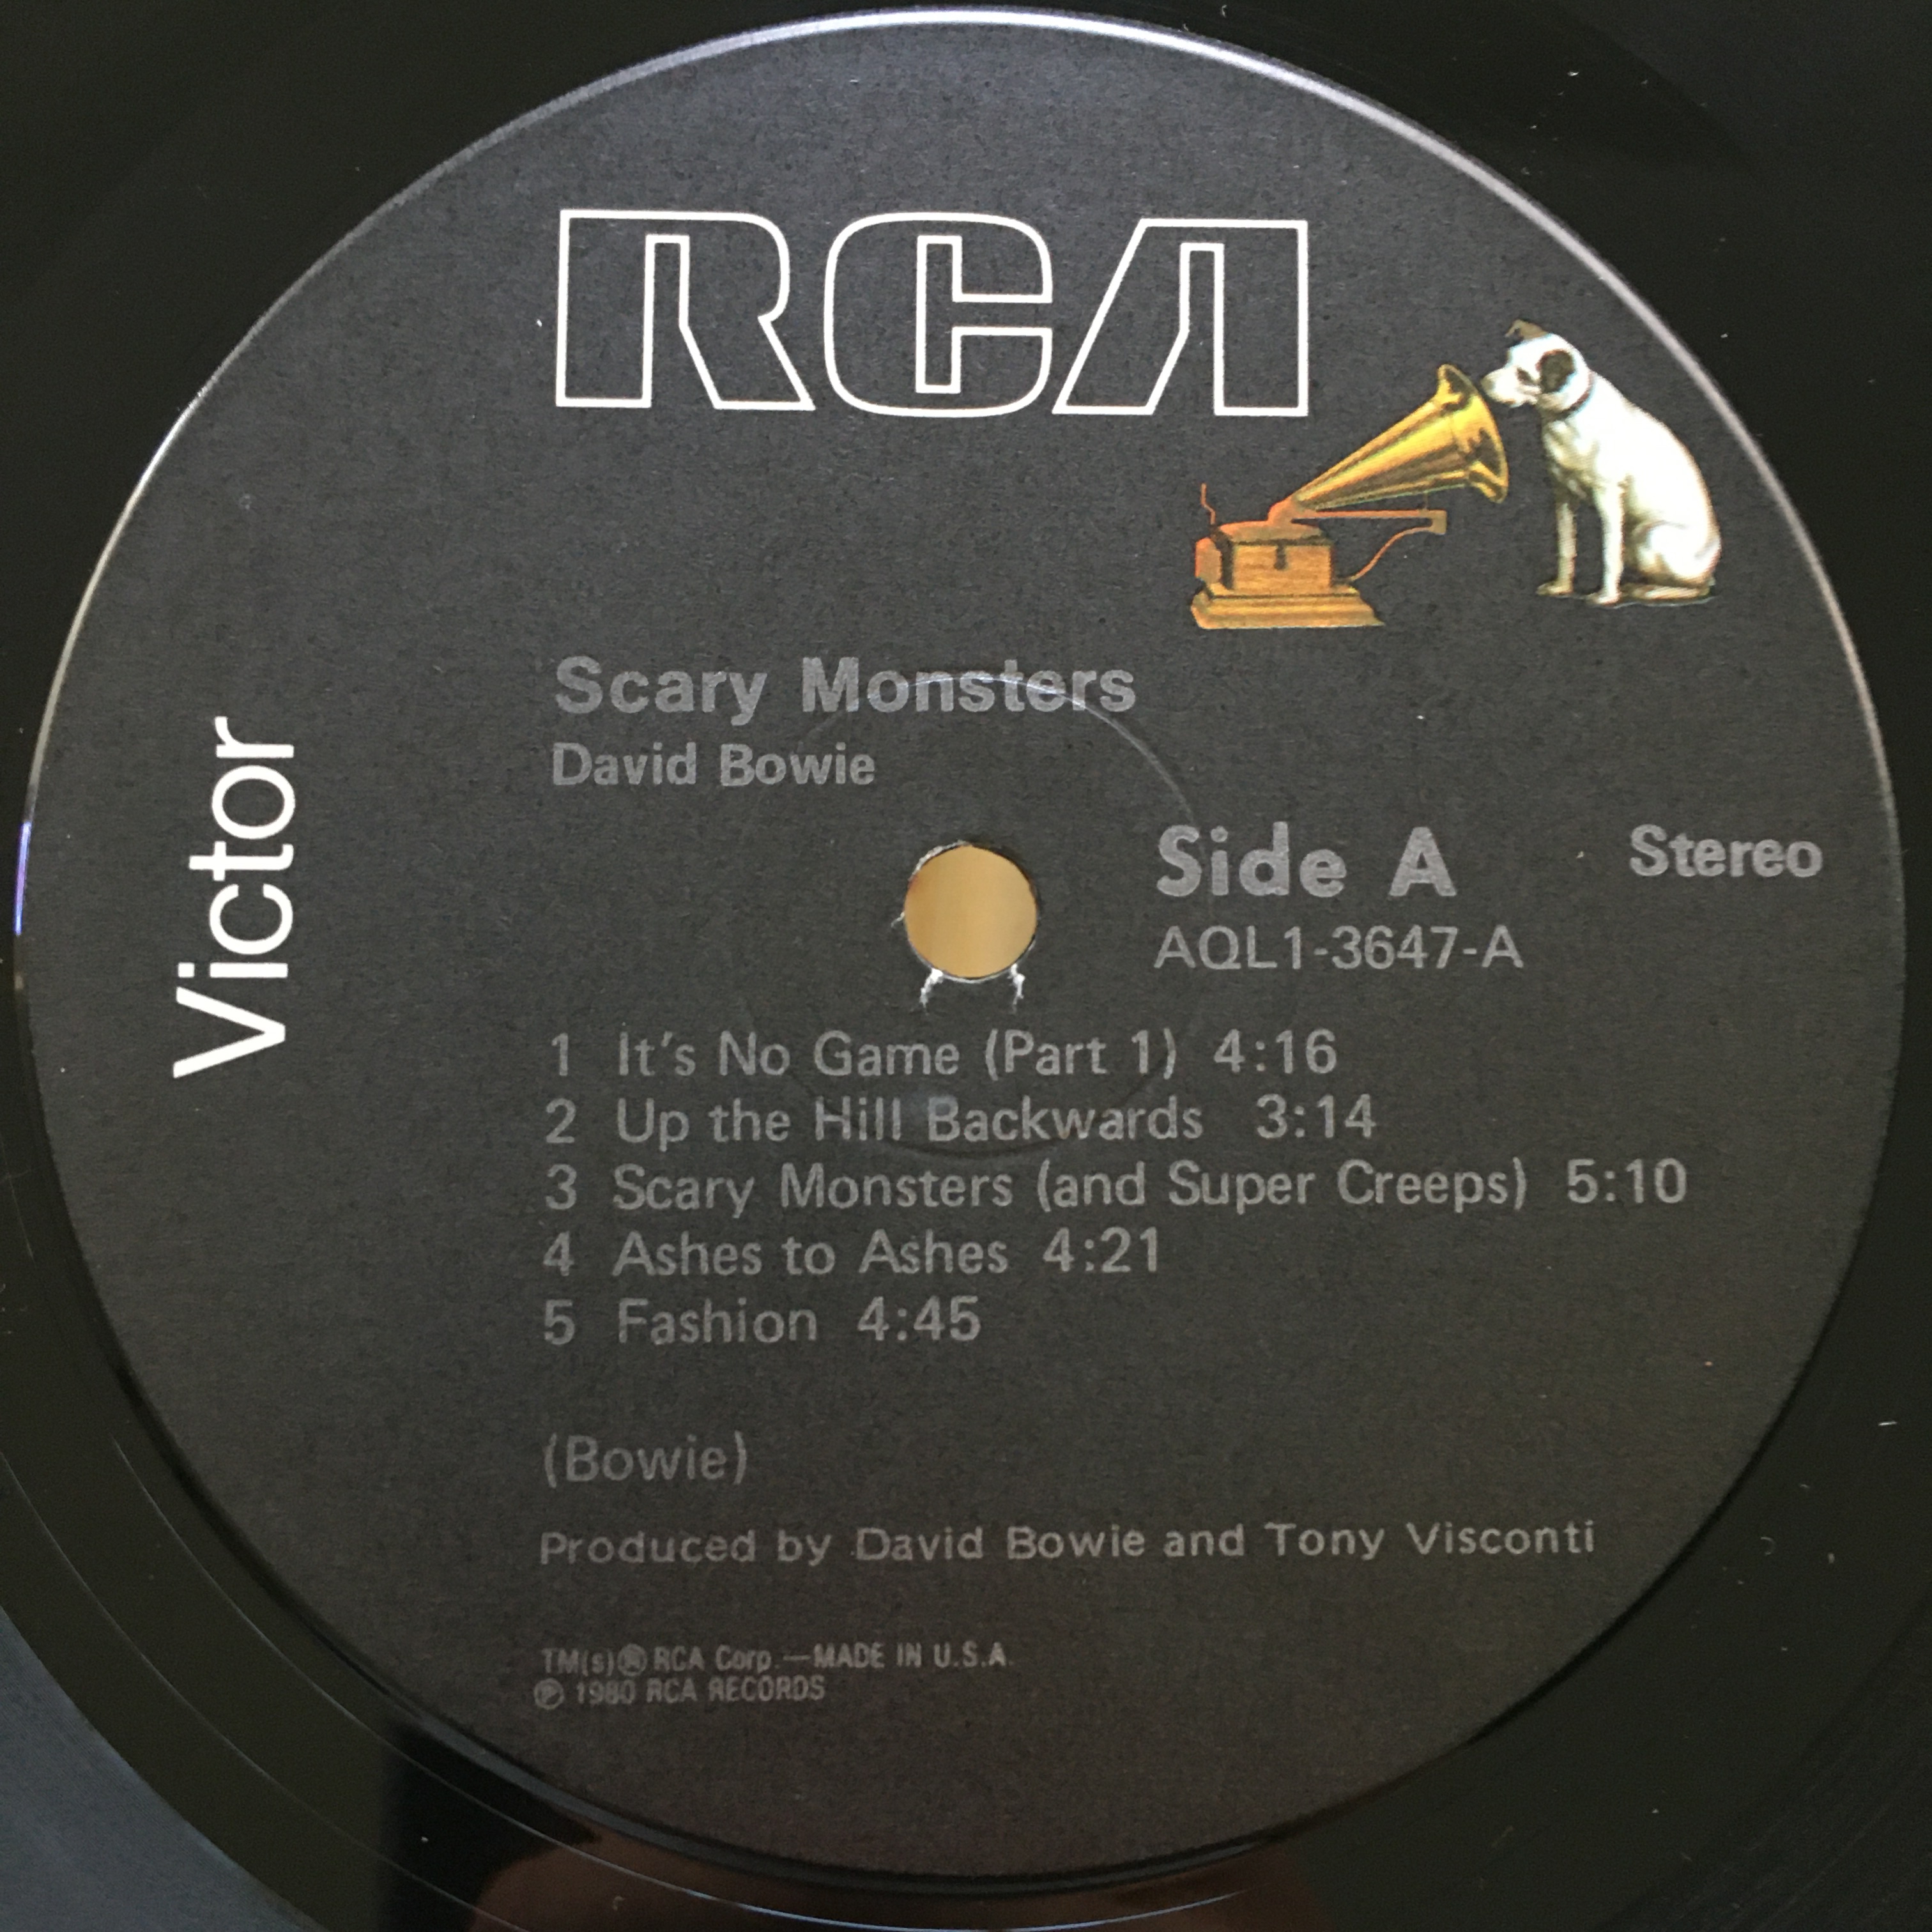 RCA
Victor
Scary Monsters
David Bowie
Side A
Stereo
AQL1-3647-A
1 It's No Game (Part 1) 4:16
2 Up the Hill Backwards 3:14
3 Scary Monsters (and Super Creeps) 5:10
4 Ashes to Ashes 4:21
5 Fashion 4:45
(Bowie)
Produced by David Bowie and Tony Visconti
TM(s)® RCA Corp.—MADE IN U.S.A.
℗ 1980 RCA RECORDS